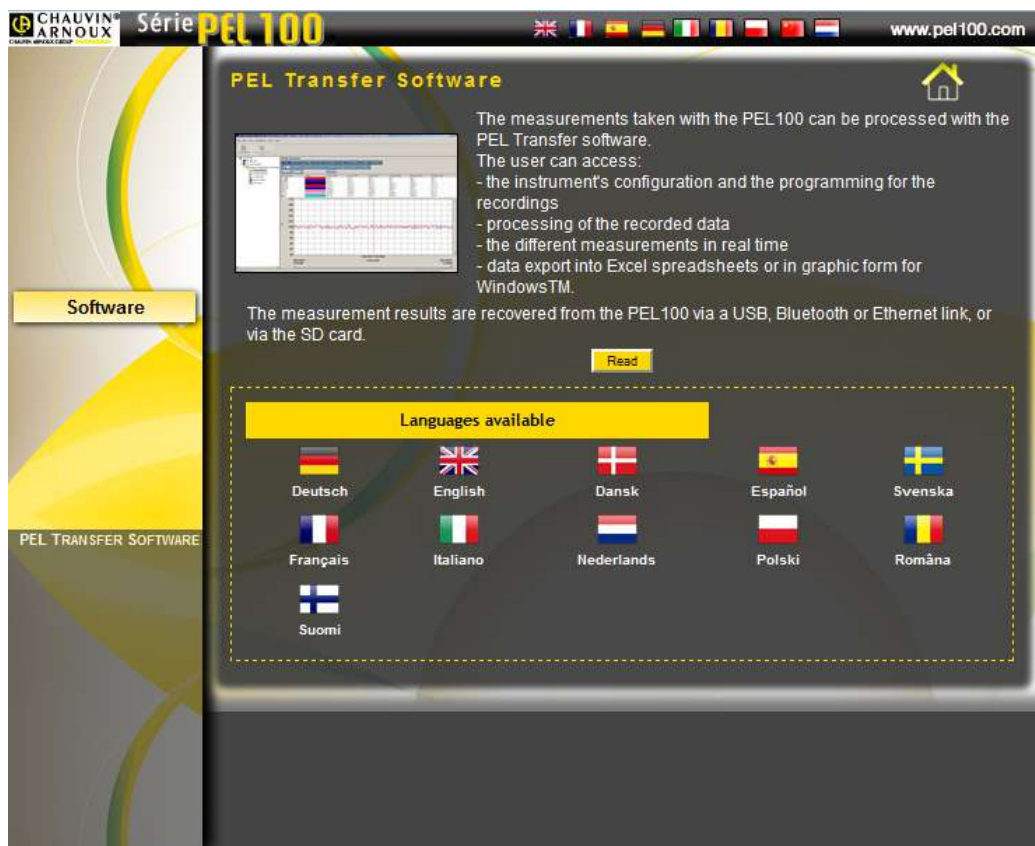 CHAUVIN®
ARNOUX
CHAUVIN ARNOUX GROUP
Série PEL 100
www.pel100.com
PEL Transfer Software
The measurements taken with the PEL100 can be processed with the
PEL Transfer software.
The user can access:
- the instrument's configuration and the programming for the
recordings
- processing of the recorded data
- the different measurements in real time
- data export into Excel spreadsheets or in graphic form for
WindowsTM.
Software
The measurement results are recovered from the PEL100 via a USB, Bluetooth or Ethernet link, or
via the SD card.
Read
Languages available
Deutsch English Dansk Español Svenska
PEL TRANSFER SOFTWARE
Français Italiano Nederlands Polski Româna
Suomi